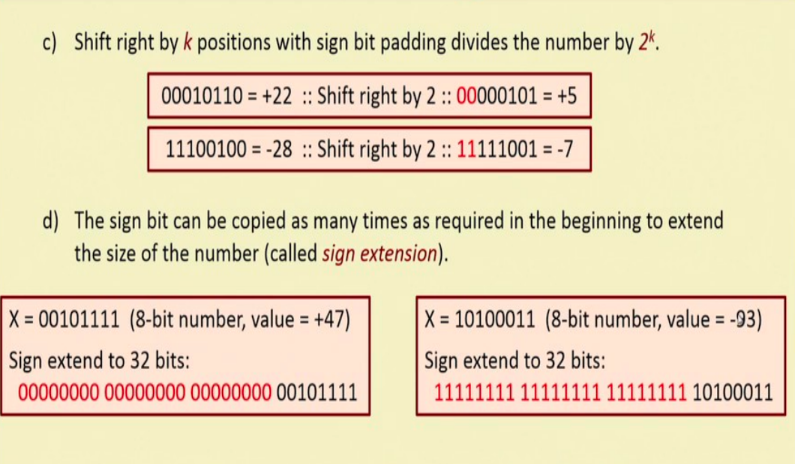 c) Shift right by k positions with sign bit padding divides the number by 2ᵏ.
00010110 = +22 :: Shift right by 2 :: 00000101 = +5
11100100 = -28 :: Shift right by 2 :: 11111001 = -7
d) The sign bit can be copied as many times as required in the beginning to extend
the size of the number (called sign extension).
X = 00101111 (8-bit number, value = +47)
Sign extend to 32 bits:
00000000 00000000 00000000 00101111
X = 10100011 (8-bit number, value = -93)
Sign extend to 32 bits:
11111111 11111111 11111111 10100011